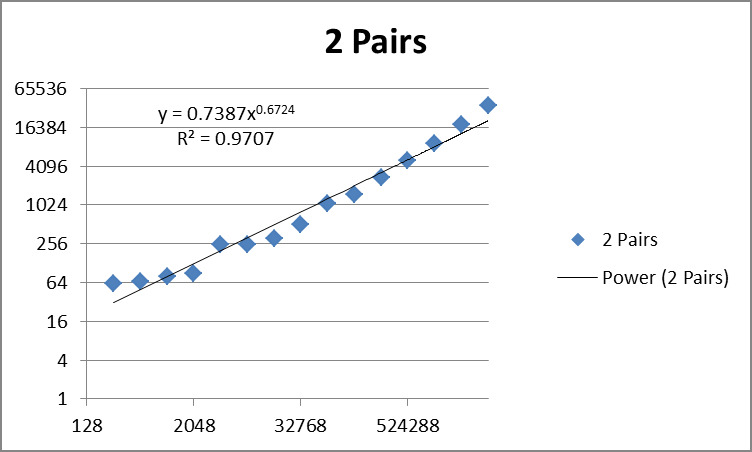 2 Pairs
65536
16384
4096
1024
256
64
16
4
1
y = 0.7387x^0.6724
R² = 0.9707
128
2048
32768
524288
2 Pairs
Power (2 Pairs)